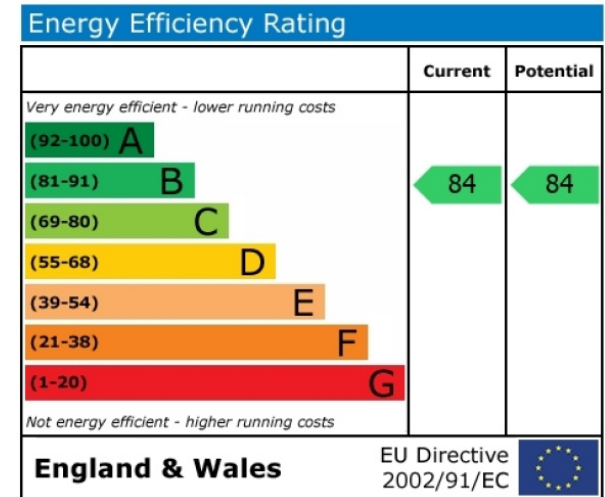 Energy Efficiency Rating
Current Potential
Very energy efficient - lower running costs
(92-100) A
(81-91) B 84 84
(69-80) C
(55-68) D
(39-54) E
(21-38) F
(1-20) G
Not energy efficient - higher running costs
England & Wales
EU Directive
2002/91/EC